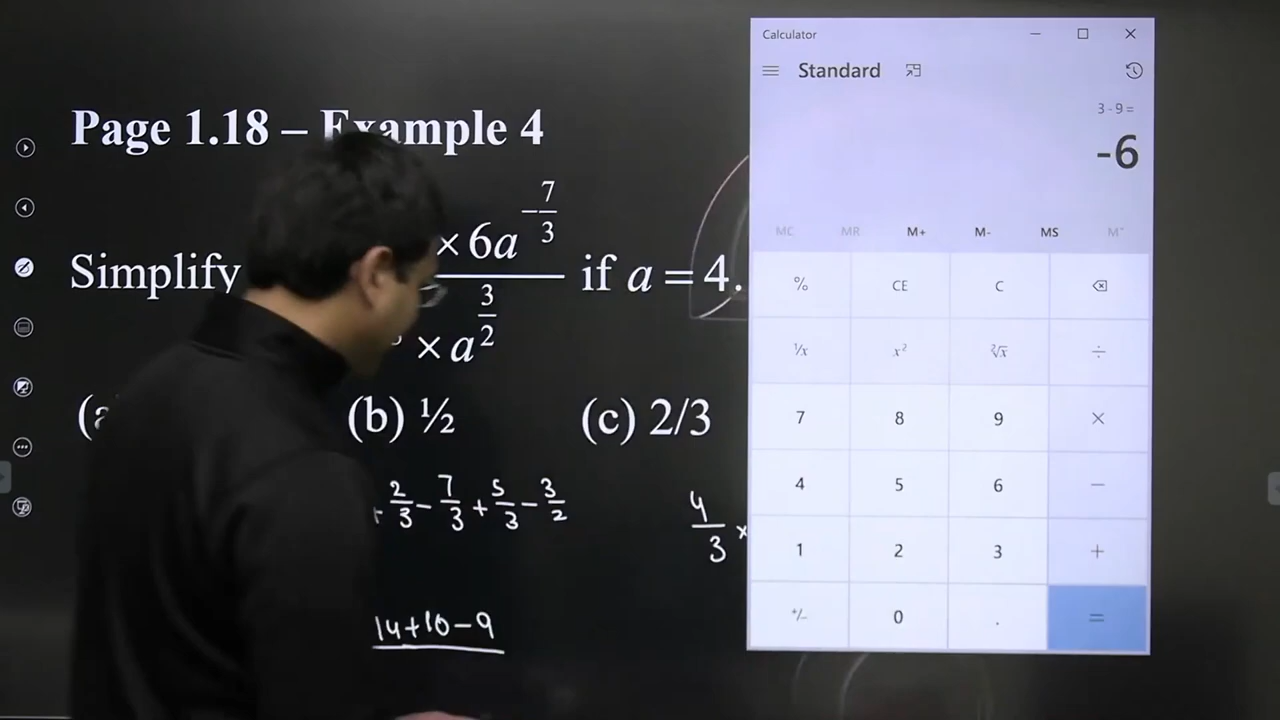 Page 1.18 – Example 4
Simplify × 6a^{-7/3} / × a^{3/2} if a = 4.
(b) ½ (c) 2/3
+ 2/3 - 7/3 + 5/3 - 3/2
4/3 ×
14+10-9
Calculator
Standard
3 - 9 =
-6
MC MR M+ M- MS M˅
% CE C ⌫
¹/x x² ²√x ÷
7 8 9 ×
4 5 6 −
1 2 3 +
+/- 0 . =